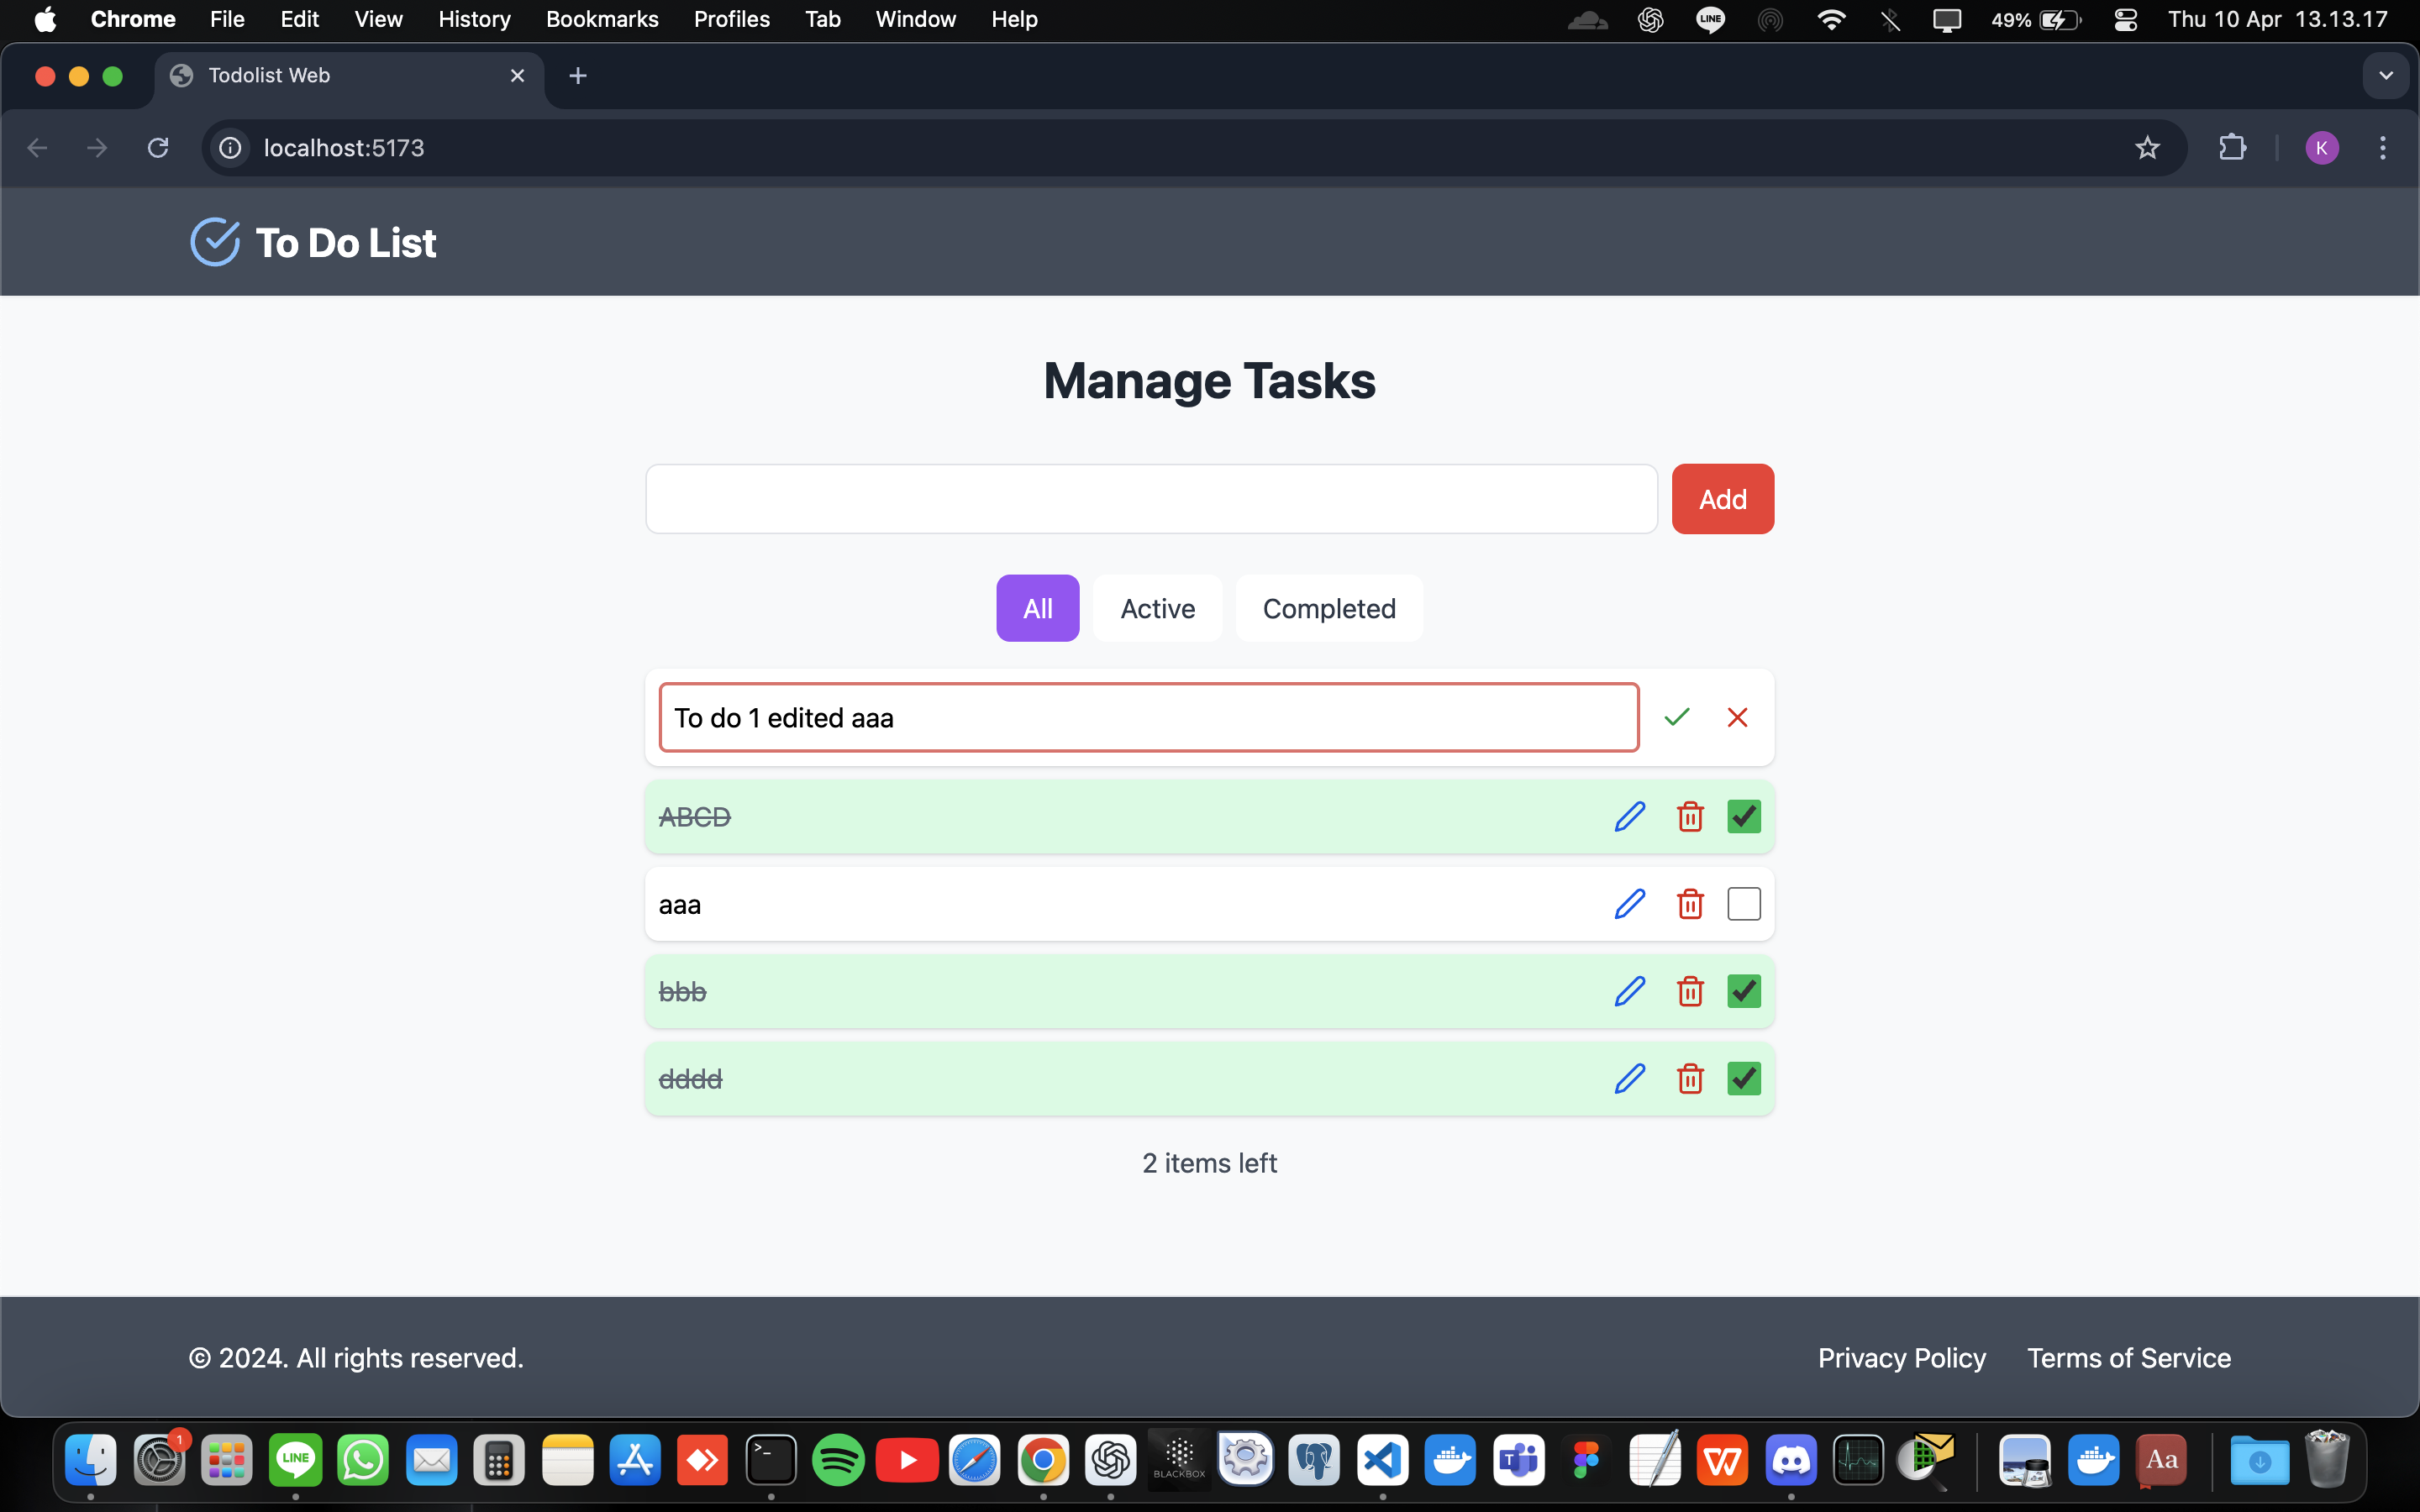 Chrome File Edit View History Bookmarks Profiles Tab Window Help LINE 49% Thu 10 Apr 13.13.17
Todolist Web
localhost:5173 K
To Do List
Manage Tasks
Add
All Active Completed
To do 1 edited aaa
ABCD
aaa
bbb
dddd
2 items left
© 2024. All rights reserved. Privacy Policy Terms of Service
1
LINE >_ BLACKBOX T W Aa